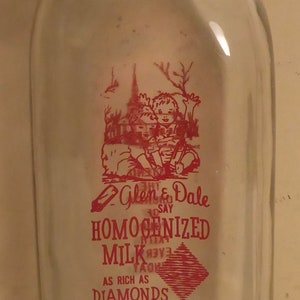 Glen & Dale
SAY
HOMOGENIZED
MILK
AS RICH AS
DIAMONDS